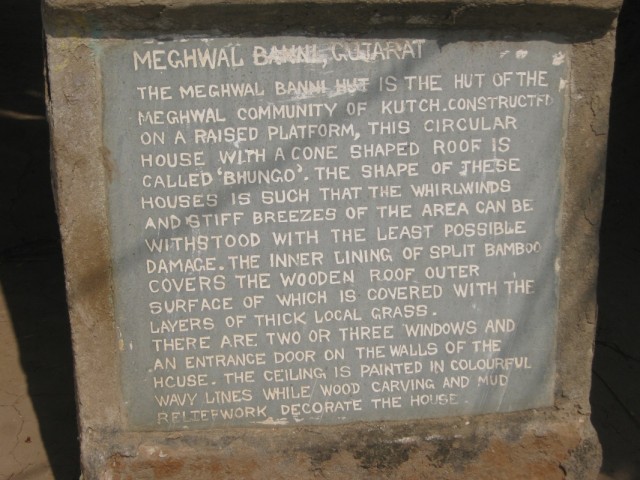 MEGHWAL BANNI, GUJARAT
THE MEGHWAL BANNI HUT IS THE HUT OF THE
MEGHWAL COMMUNITY OF KUTCH. CONSTRUCTED
ON A RAISED PLATFORM, THIS CIRCULAR
HOUSE WITH A CONE SHAPED ROOF IS
CALLED 'BHUNGO'. THE SHAPE OF THESE
HOUSES IS SUCH THAT THE WHIRLWINDS
AND STIFF BREEZES OF THE AREA CAN BE
WITHSTOOD WITH THE LEAST POSSIBLE
DAMAGE. THE INNER LINING OF SPLIT BAMBOO
COVERS THE WOODEN ROOF OUTER
SURFACE OF WHICH IS COVERED WITH THE
LAYERS OF THICK LOCAL GRASS.
THERE ARE TWO OR THREE WINDOWS AND
AN ENTRANCE DOOR ON THE WALLS OF THE
HOUSE. THE CEILING IS PAINTED IN COLOURFUL
WAVY LINES WHILE WOOD CARVING AND MUD
RELIEFWORK DECORATE THE HOUSE.